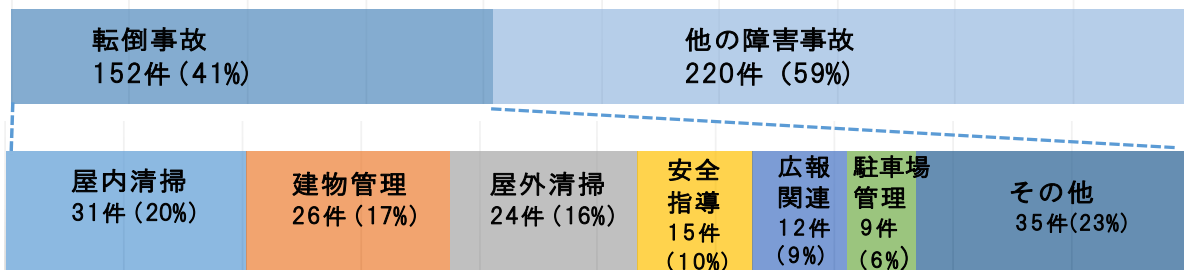 転倒事故
152件(41%)
他の障害事故
220件 (59%)
屋内清掃
31件(20%)
建物管理
26件(17%)
屋外清掃
24件(16%)
安全
指導
15件
(10%)
広報
関連
12件
(9%)
駐車場
管理
9件
(6%)
その他
35件(23%)